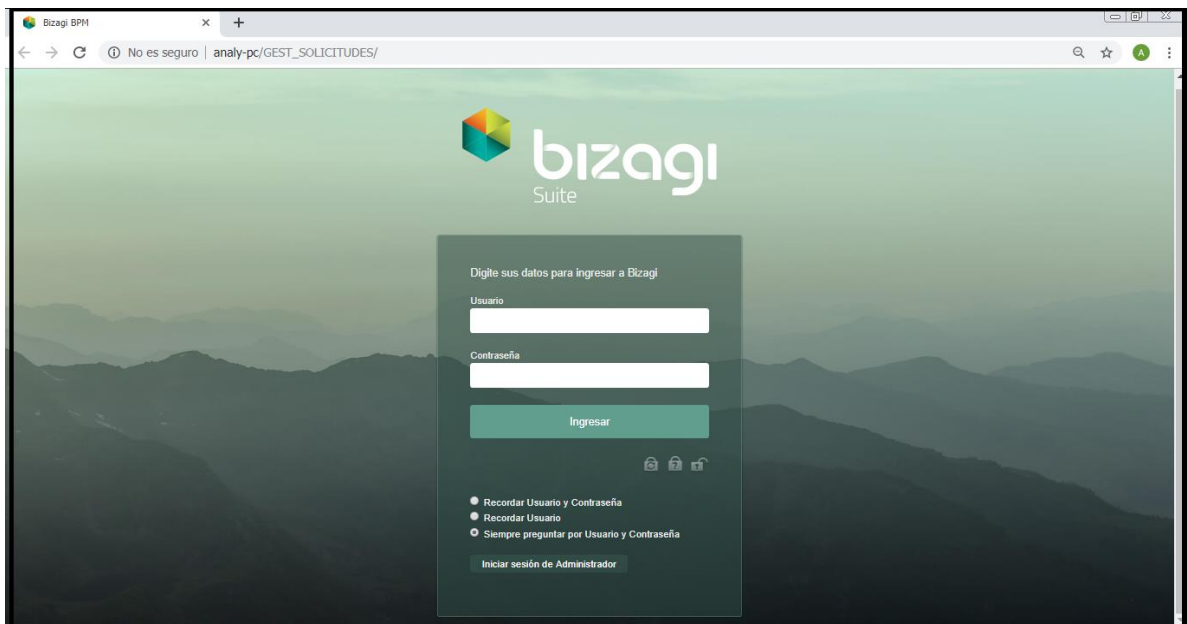 Bizagi BPM
No es seguro | analy-pc/GEST_SOLICITUDES/
A
bizagi
Suite
Digite sus datos para ingresar a Bizagi
Usuario
Contraseña
Ingresar
Recordar Usuario y Contraseña
Recordar Usuario
Siempre preguntar por Usuario y Contraseña
Iniciar sesión de Administrador